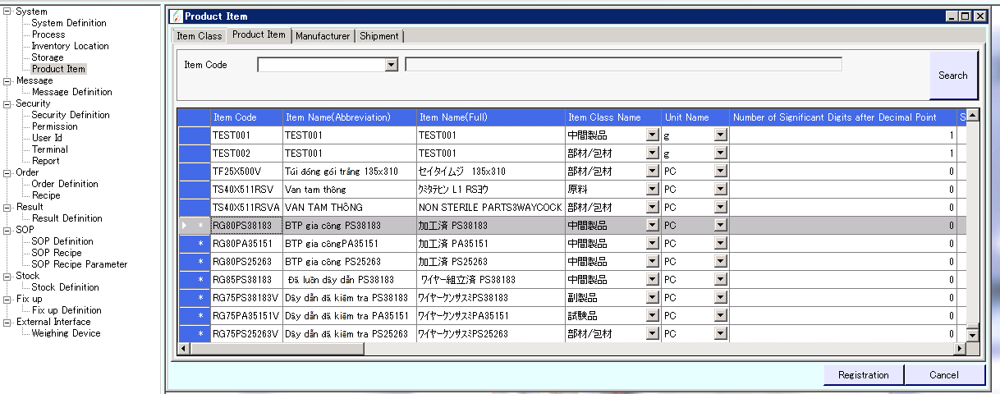 System
System Definition
Process
Inventory Location
Storage
Product Item
Message
Message Definition
Security
Security Definition
Permission
User Id
Terminal
Report
Order
Order Definition
Recipe
Result
Result Definition
SOP
SOP Definition
SOP Recipe
SOP Recipe Parameter
Stock
Stock Definition
Fix up
Fix up Definition
External Interface
Weighing Device
Product Item
Item Class Product Item Manufacturer Shipment
Item Code
Search
Item Code Item Name(Abbreviation) Item Name(Full) Item Class Name Unit Name Number of Significant Digits after Decimal Point S
TEST001 TEST001 TEST001 中間製品 g 1
TEST002 TEST001 TEST001 部材/包材 g 1
TF25X500V Túi đóng gói trắng 135x310 セイタイムジ 135x310 部材/包材 PC 0
TS40X511RSV Van tam thông ｸﾐﾀﾃﾋﾝ L1 RSﾖｳ 原料 PC 0
TS40X511RSVA VAN TAM THÔNG NON STERILE PARTS3WAYCOCK 部材/包材 PC 0
* RG80PS38183 BTP gia công PS38183 加工済 PS38183 中間製品 PC 0
* RG80PA35151 BTP gia côngPA35151 加工済 PA35151 中間製品 PC 0
* RG80PS25263 BTP gia công PS25263 加工済 PS25263 中間製品 PC 0
* RG85PS38183 Đã luồn dây dẫn PS38183 ワイヤー組立済 PS38183 中間製品 PC 0
* RG75PS38183V Dây dẫn đã kiểm tra PS38183 ワイヤーケンサスミPS38183 副製品 PC 0
* RG75PA35151V Dây dẫn đã kiểm tra PA35151 ワイヤーケンサスミPA35151 試験品 PC 0
* RG75PS25263V Dây dẫn đã kiểm tra PS25263 ワイヤーケンサスミPS25263 部材/包材 PC 0
Registration Cancel